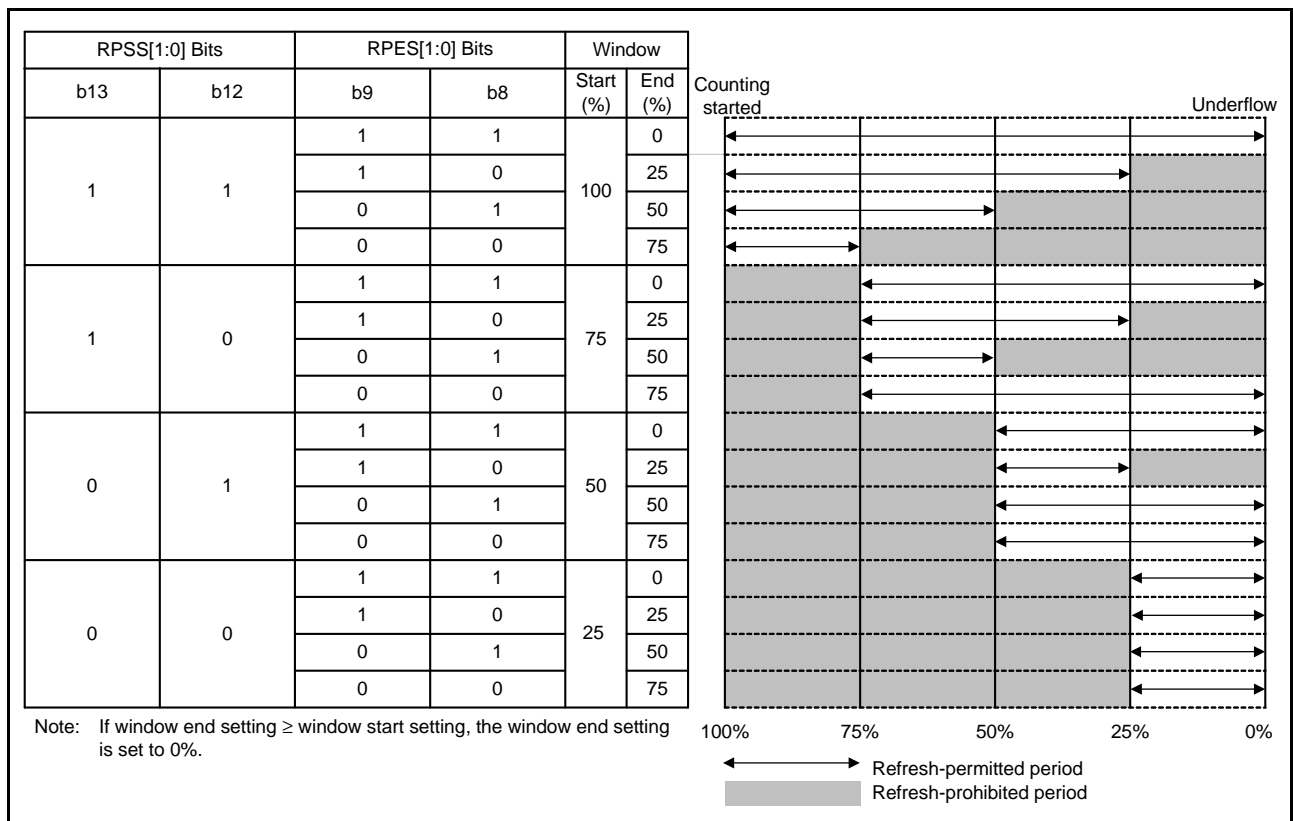 RPSS[1:0] Bits RPES[1:0] Bits Window
b13 b12 b9 b8 Start (%) End (%)
Counting started Underflow
1 1 1 1 100 0
1 0 25
0 1 50
0 0 75
1 0 1 1 75 0
1 0 25
0 1 50
0 0 75
0 1 1 1 50 0
1 0 25
0 1 50
0 0 75
0 0 1 1 25 0
1 0 25
0 1 50
0 0 75
Note: If window end setting ≥ window start setting, the window end setting
is set to 0%.
100% 75% 50% 25% 0%
Refresh-permitted period
Refresh-prohibited period